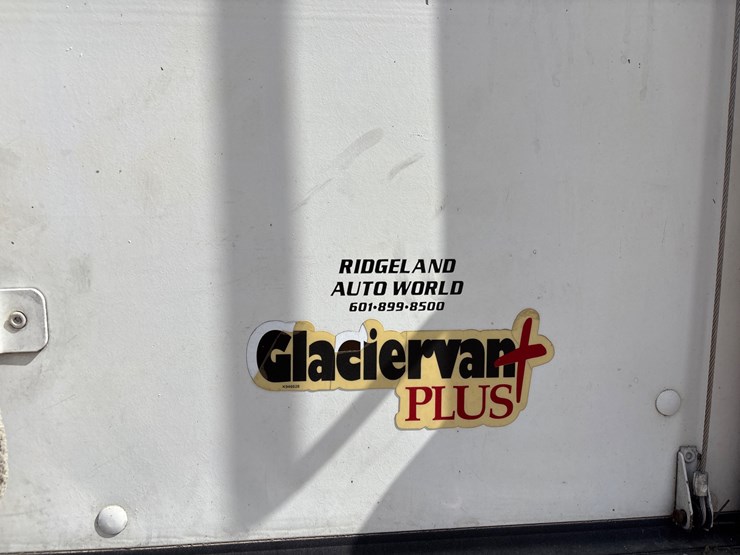 RIDGELAND
AUTO WORLD
601•899•8500
Glaciervan
PLUS